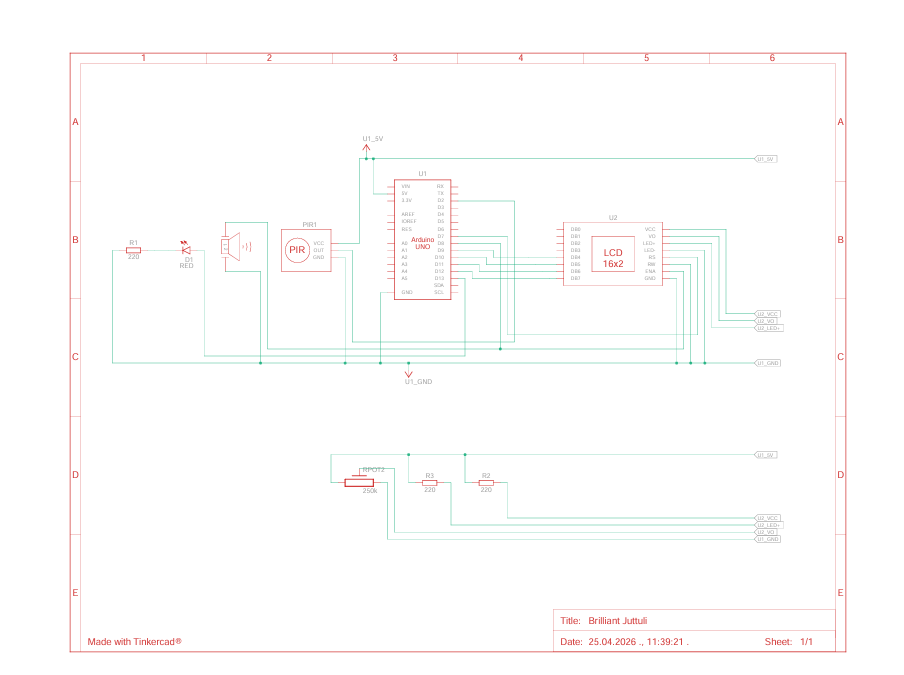 1 2 3 4 5 6
A A
U1_5V
U1_5V
U1
VIN RX
5V TX
3.3V D2
D3
AREF D4
IOREF D5
RES D6
D7
A0 D8
A1 D9
A2 D10
A3 D11
A4 D12
A5 D13
SDA
GND SCL
Arduino
UNO
B B
R1
220
D1
RED
PIR1
PIR
VCC
OUT
GND
U2
DB0 VCC
DB1 VO
DB2 LED+
DB3 LED-
DB4 RS
DB5 RW
DB6 ENA
DB7 GND
LCD
16x2
U2_VCC
U2_VO
U2_LED+
C C
U1_GND
U1_GND
U1_5V
D D
RPOT2
250k
R3
220
R2
220
U2_VCC
U2_LED+
U2_VO
U1_GND
E E
Title: Brilliant Juttuli
Made with Tinkercad®
Date: 25.04.2026 ., 11:39:21 .
Sheet: 1/1